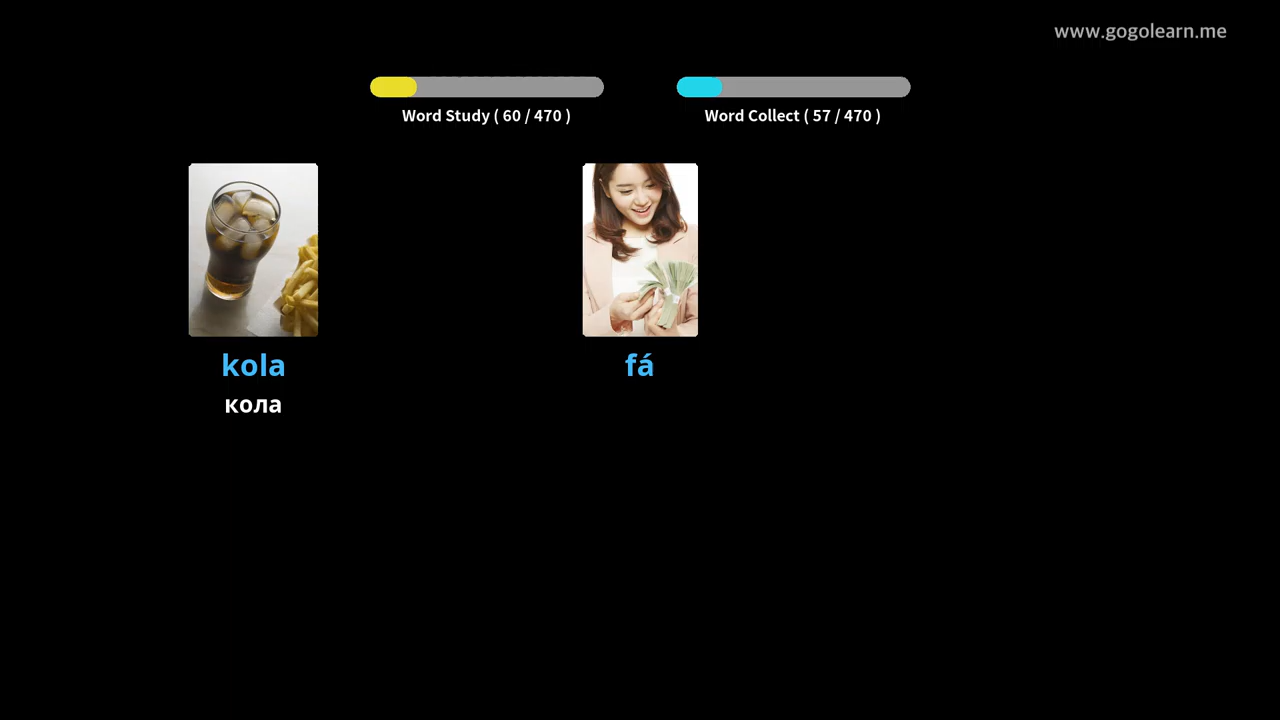 www.gogolearn.me
Word Study ( 60 / 470 )
Word Collect ( 57 / 470 )
kola
кола
fá